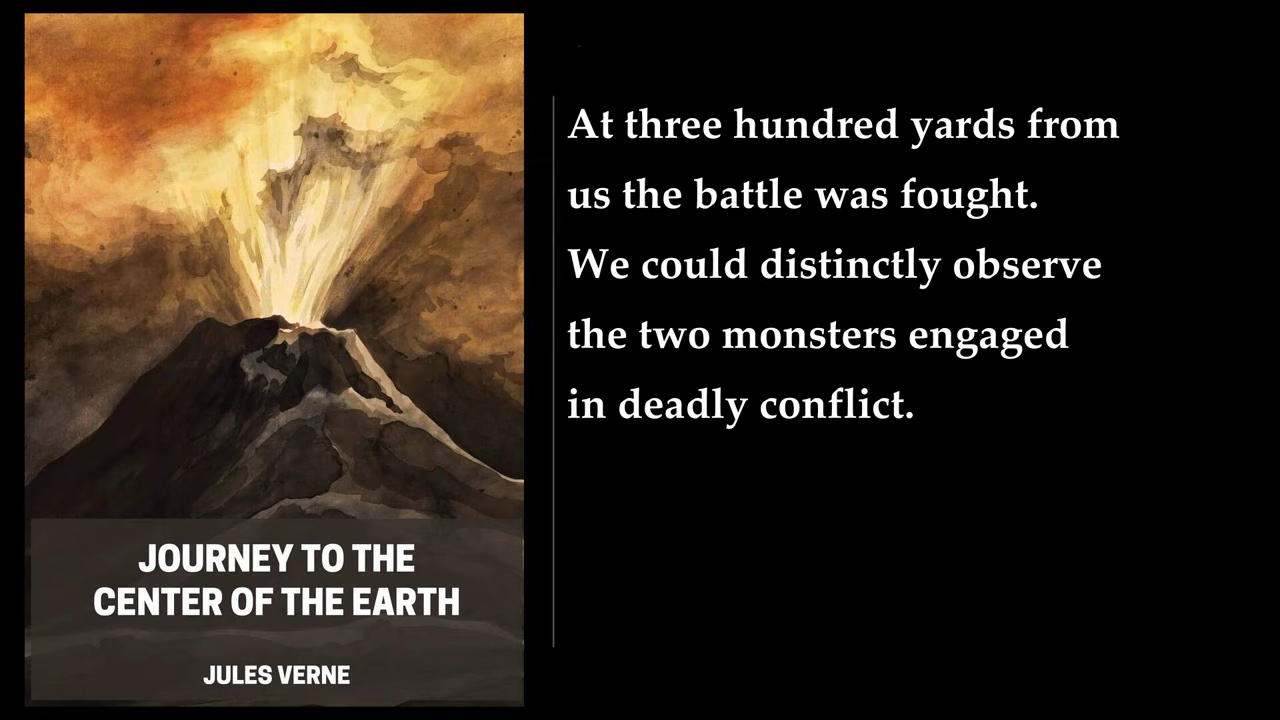 At three hundred yards from
us the battle was fought.
We could distinctly observe
the two monsters engaged
in deadly conflict.
JOURNEY TO THE
CENTER OF THE EARTH
JULES VERNE